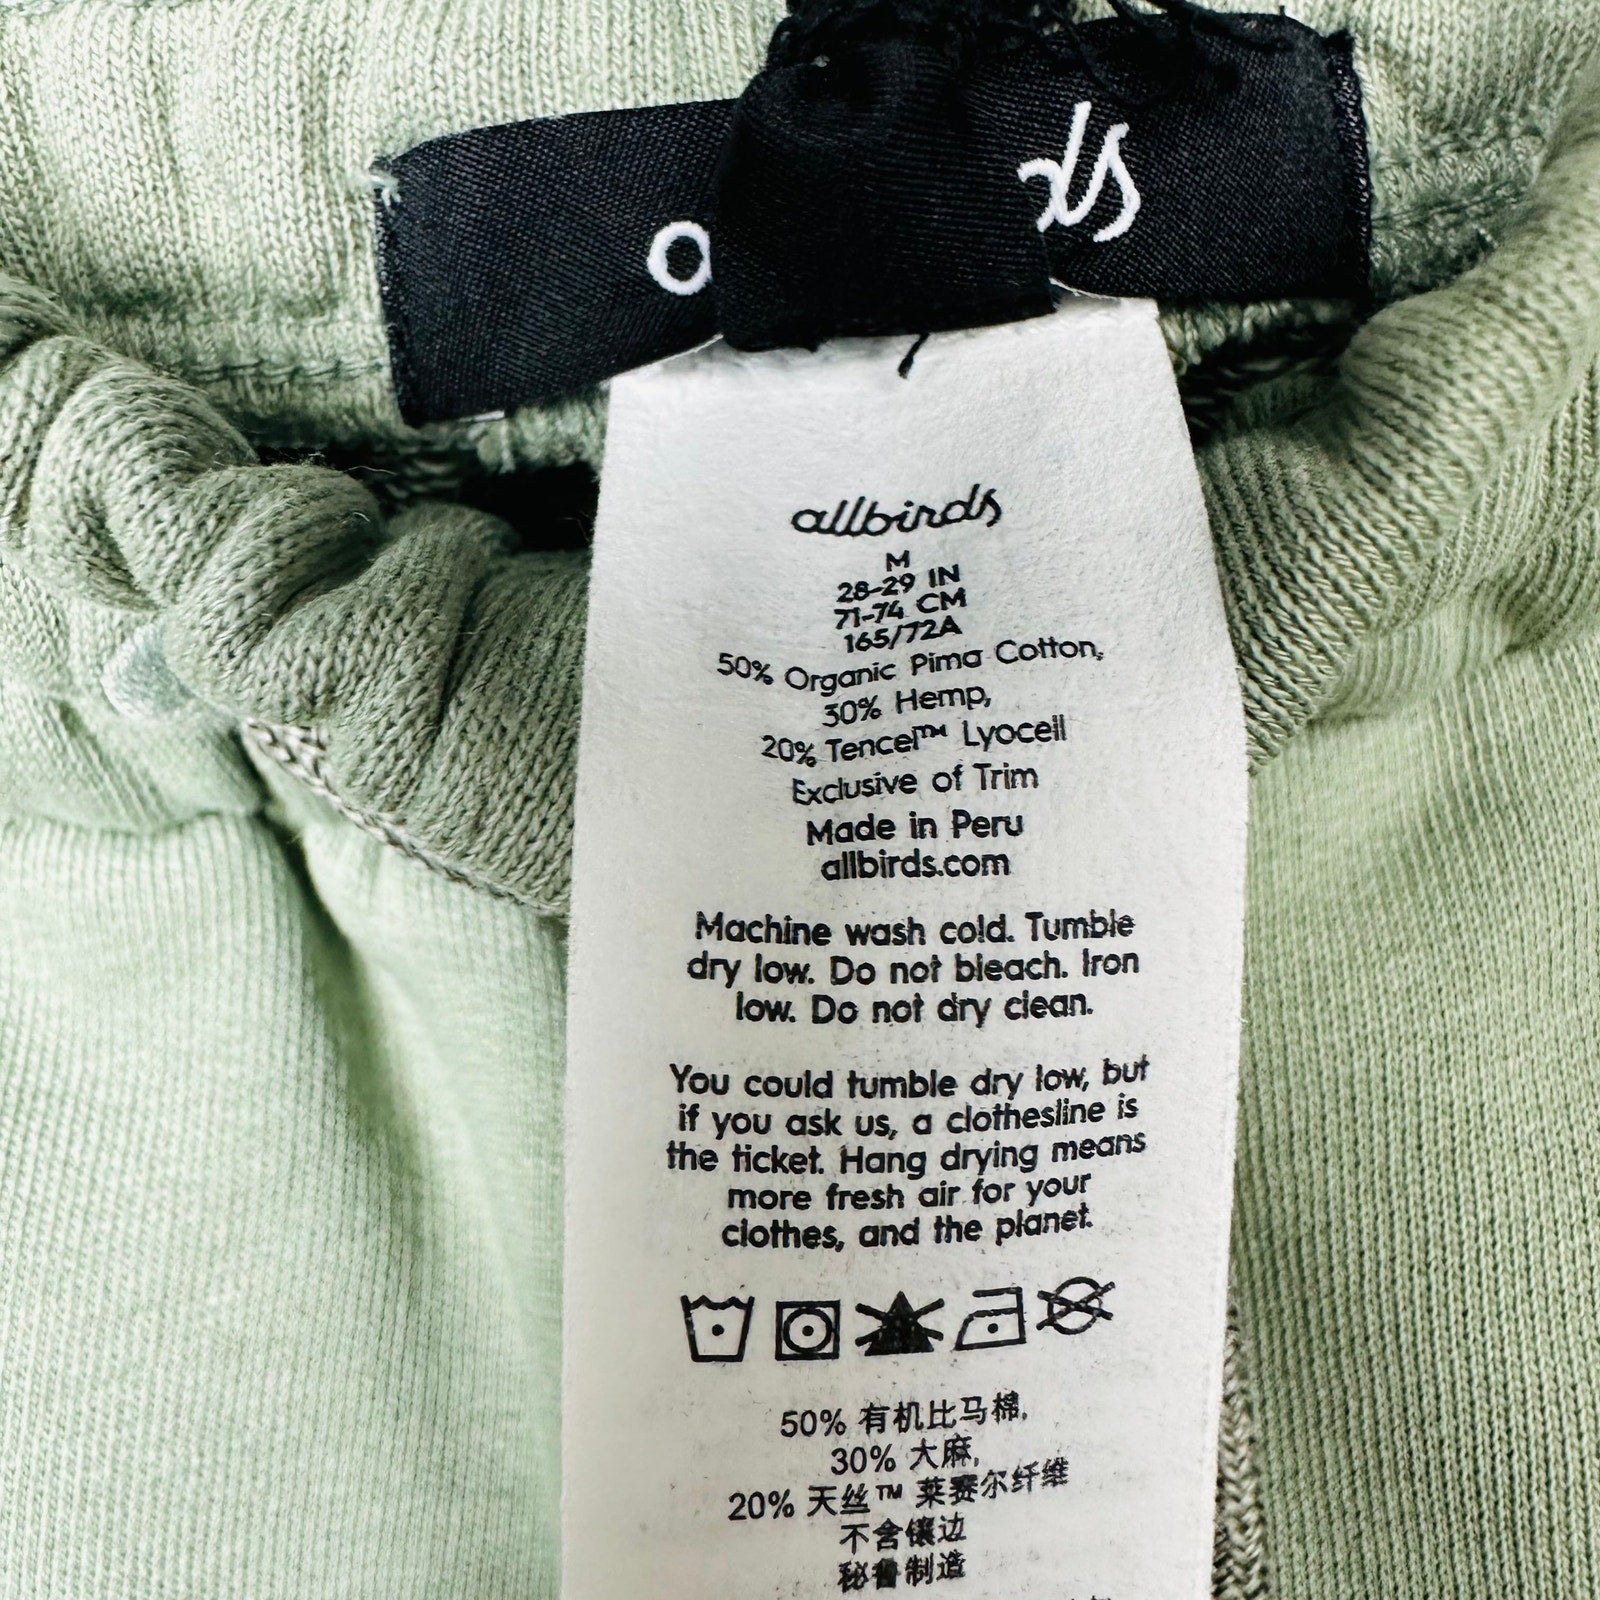 allbirds
M
28-29 IN
71-74 CM
165/72A
50% Organic Pima Cotton,
30% Hemp,
20% Tencel™ Lyocell
Exclusive of Trim
Made in Peru
allbirds.com
Machine wash cold. Tumble
dry low. Do not bleach. Iron
low. Do not dry clean.
You could tumble dry low, but
if you ask us, a clothesline is
the ticket. Hang drying means
more fresh air for your
clothes, and the planet.
50% 有机比马棉,
30% 大麻,
20% 天丝™ 莱赛尔纤维
不含镶边
秘鲁制造